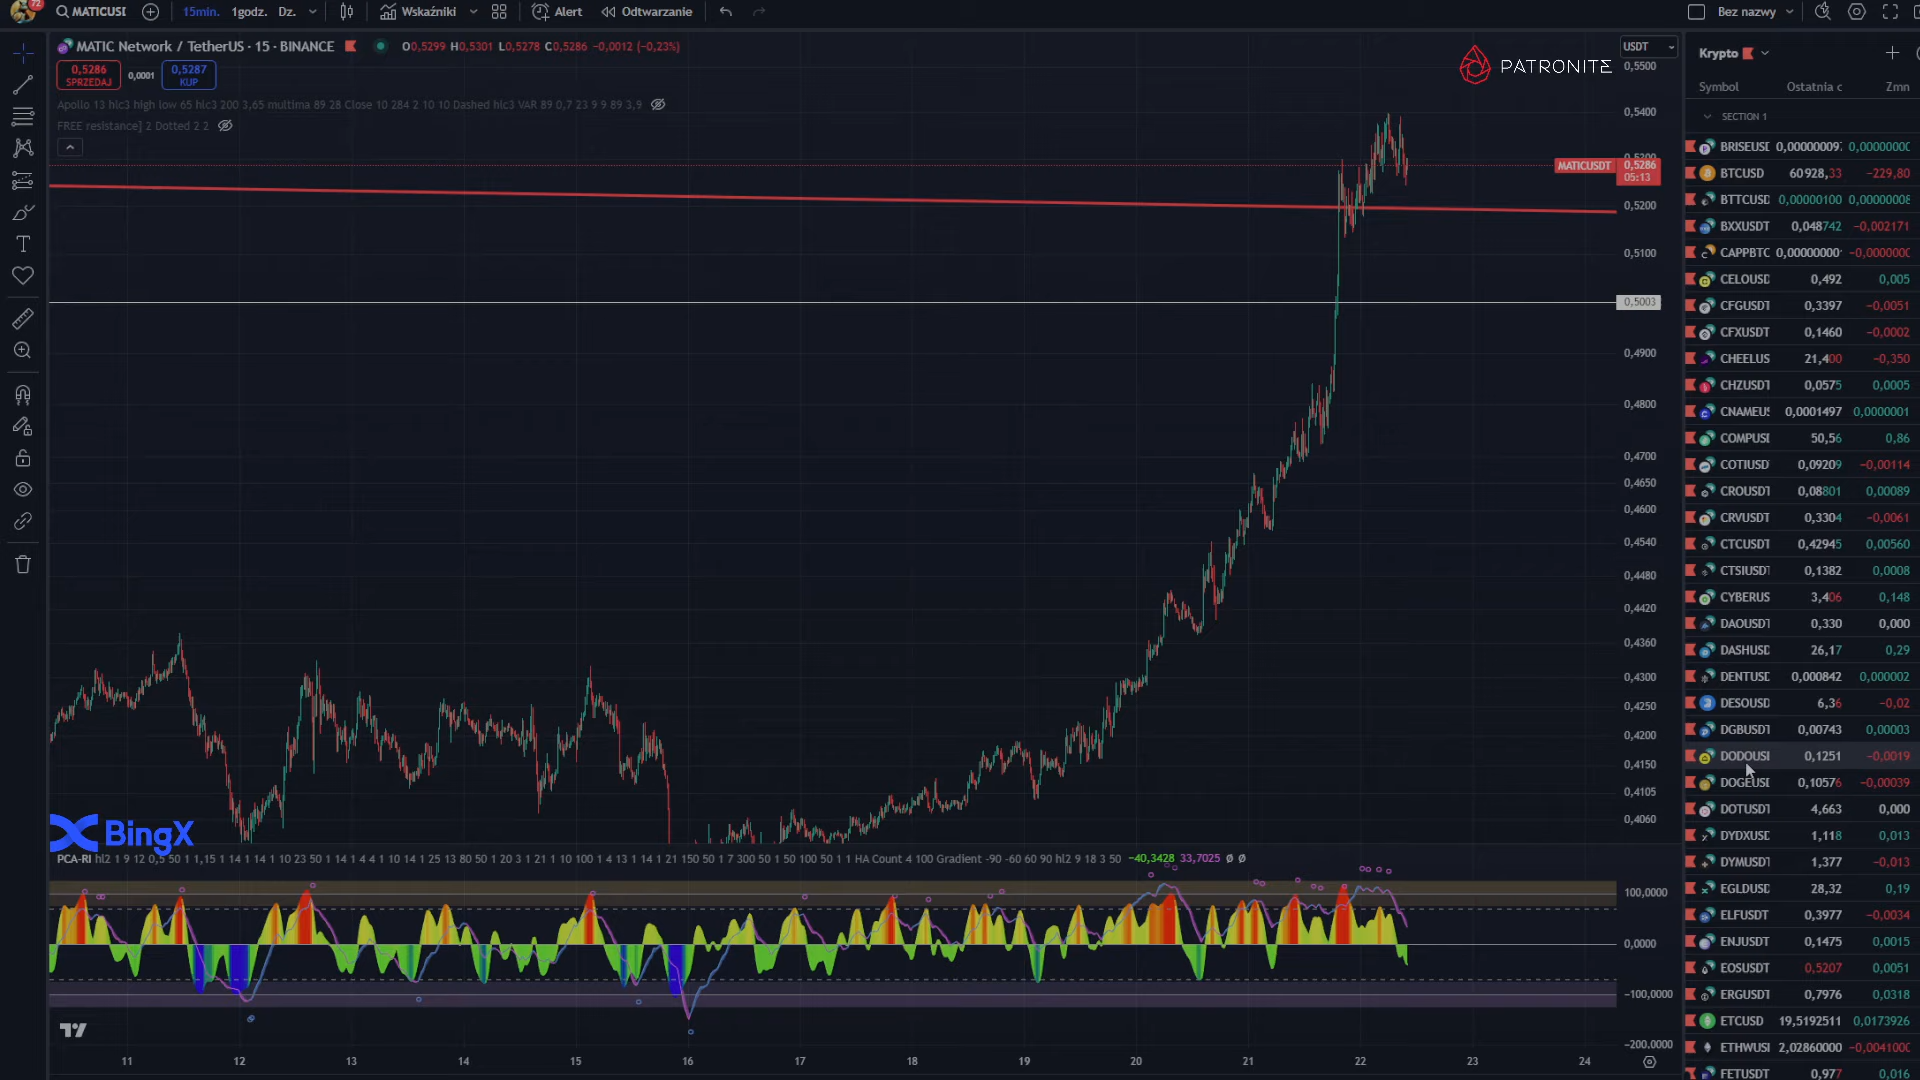 72
MATICUSI
15min. 1godz. Dz.
Wskaźniki
Alert
Odtwarzanie
Bez nazwy
MATIC Network / TetherUS · 15 · BINANCE
O0,5299 H0,5301 L0,5278 C0,5286 −0,0012 (−0,23%)
0,5286
SPRZEDAJ
0,0001
0,5287
KUP
Apollo 13 hlc3 high low 65 hlc3 200 3,65 multima 89 28 Close 10 284 2 10 10 Dashed hlc3 VAR 89 0,7 23 9 9 89 3,9
FREE resistance] 2 Dotted 2 2
PATRONITE
USDT
0,5500
0,5400
MATICUSDT
0,5286
05:13
0,5200
0,5100
0,5003
0,4900
0,4800
0,4700
0,4650
0,4600
0,4540
0,4480
0,4420
0,4360
0,4300
0,4250
0,4200
0,4150
0,4105
0,4060
BingX
PCA-RI hl2 1 9 12 0,5 50 1 1,15 1 14 1 14 1 10 23 50 1 14 1 14 4 1 10 14 1 25 13 80 50 1 20 3 1 21 1 10 100 1 4 13 1 14 1 21 150 50 1 7 300 50 1 50 100 50 1 1 HA Count 4 100 Gradient -90 -60 60 90 hl2 9 18 3 50 −40,3428 33,7025 Ø Ø
100,0000
0,0000
−100,0000
−200,0000
11 12 13 14 15 16 17 18 19 20 21 22 23 24
Krypto
Symbol Ostatnia c Zmn
SECTION 1
BRISEUSI 0,00000009 0,0000000
BTCUSD 60928,33 −229,80
BTTCUSD 0,00000100 0,00000008
BXXUSDT 0,048742 −0,002171
CAPPBTC 0,00000000 −0,0000000
CELOUSD 0,492 0,005
CFGUSDT 0,3397 −0,0051
CFXUSDT 0,1460 −0,0002
CHEELUS 21,400 −0,350
CHZUSDT 0,0575 0,0005
CNAMEUS 0,0001497 0,0000001
COMPUSI 50,56 0,86
COTIUSD 0,09209 −0,00114
CROUSDT 0,08801 0,00089
CRVUSDT 0,3304 −0,0061
CTCUSDT 0,42945 0,00560
CTSIUSDT 0,1382 0,0008
CYBERUS 3,406 0,148
DAOUSDT 0,330 0,000
DASHUSD 26,17 0,29
DENTUSD 0,000842 0,000002
DESOUSD 6,36 −0,02
DGBUSDT 0,00743 0,00003
DODOUSI 0,1251 −0,0019
DOGEUSI 0,10576 −0,00039
DOTUSDT 4,663 0,000
DYDXUSD 1,118 0,013
DYMUSDT 1,377 −0,013
EGLDUSD 28,32 0,19
ELFUSDT 0,3977 −0,0034
ENJUSDT 0,1475 0,0015
EOSUSDT 0,5207 0,0051
ERGUSDT 0,7976 0,0318
ETCUSD 19,5192511 0,0173926
ETHWUSI 2,02860000 −0,0041000
FETUSDT 0,977 0,016